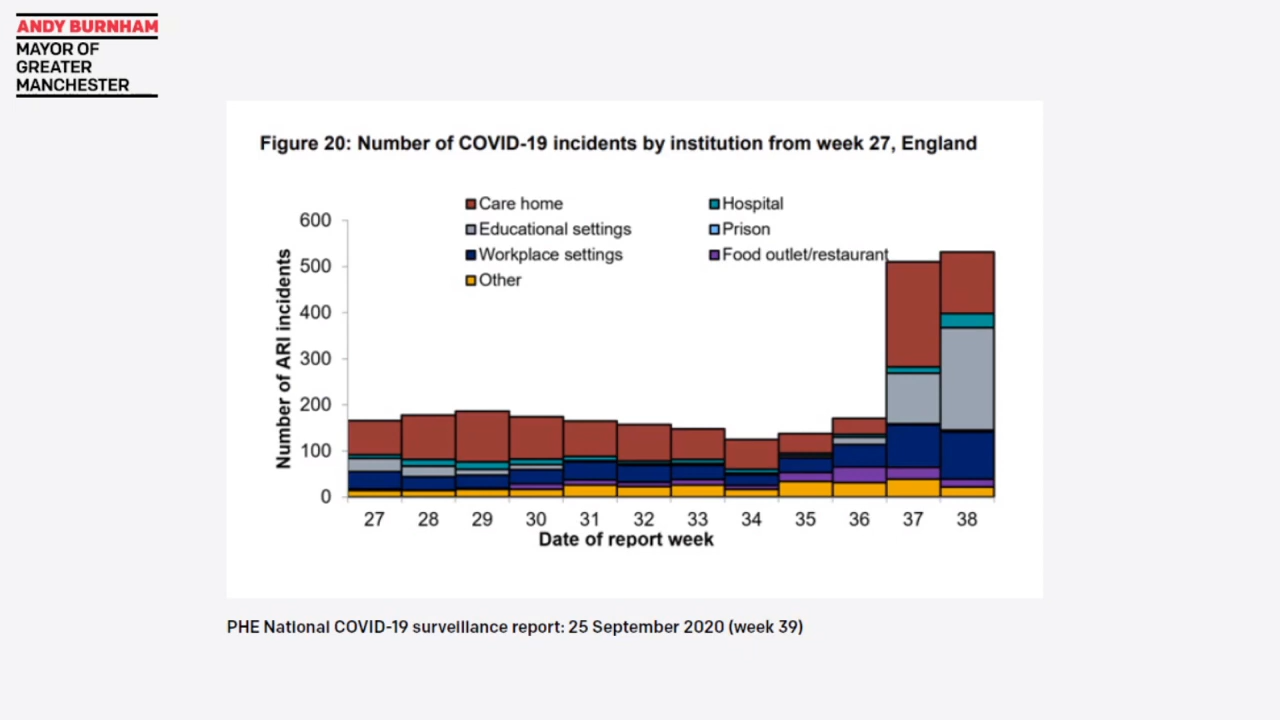 ANDY BURNHAM
MAYOR OF
GREATER
MANCHESTER
Figure 20: Number of COVID-19 incidents by institution from week 27, England
Care home
Hospital
Educational settings
Prison
Workplace settings
Food outlet/restaurant
Other
Number of ARI incidents
600
500
400
300
200
100
0
27 28 29 30 31 32 33 34 35 36 37 38
Date of report week
PHE National COVID-19 surveillance report: 25 September 2020 (week 39)